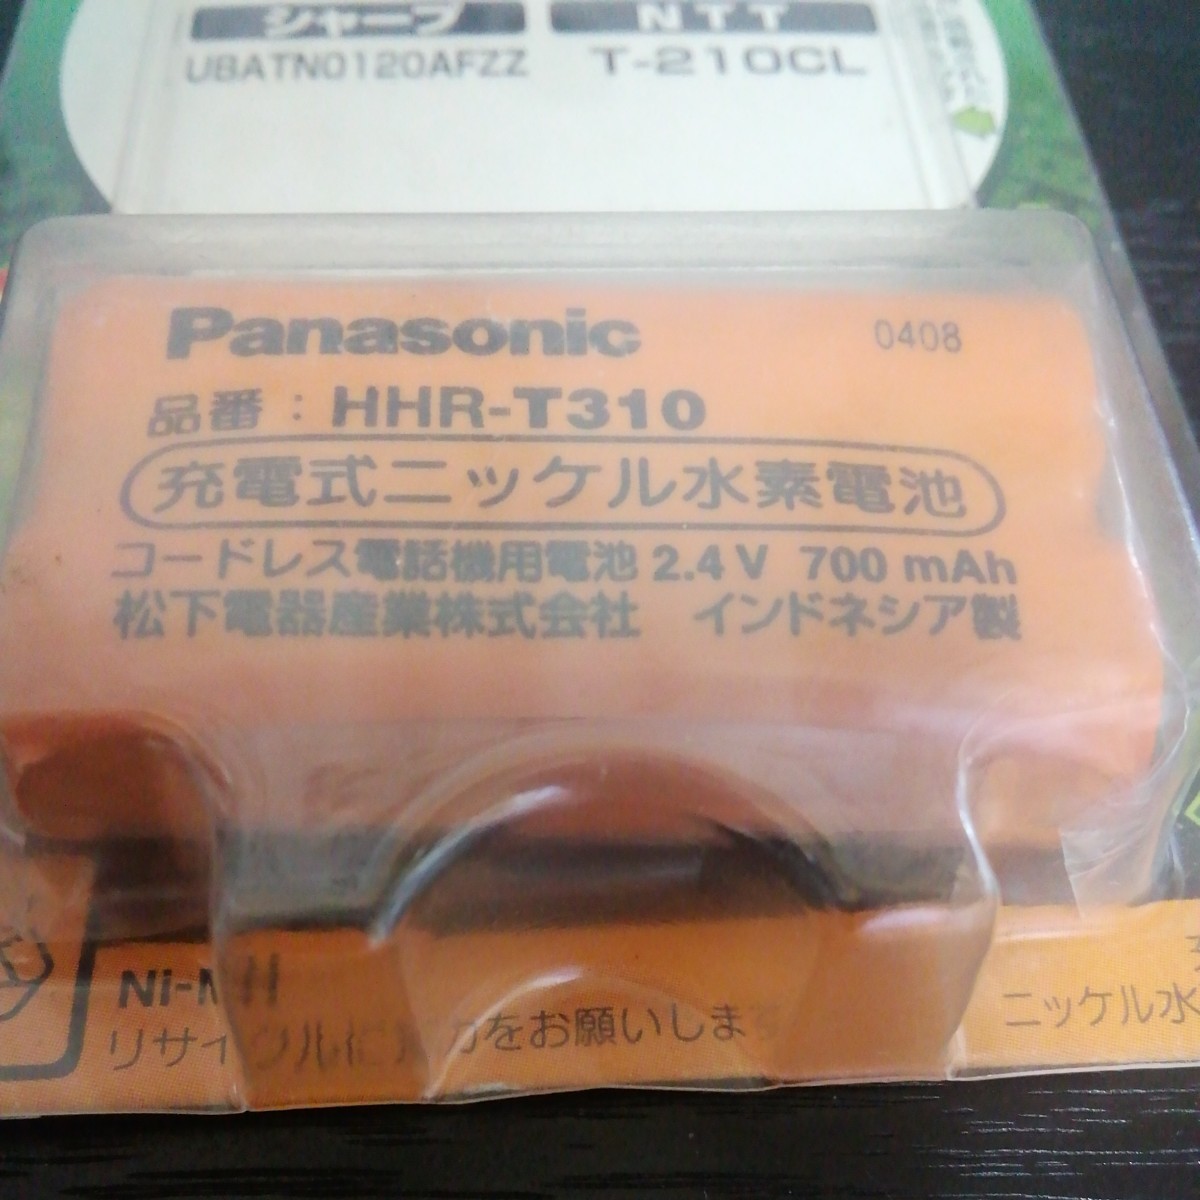 シャープ NTT
UBATN0120AFZZ T-210CL
Panasonic 0408
品番：HHR-T310
充電式ニッケル水素電池
コードレス電話機用電池 2.4V 700 mAh
松下電器産業株式会社 インドネシア製
Ni-MH
リサイクルにご協力をお願いします
ニッケル水